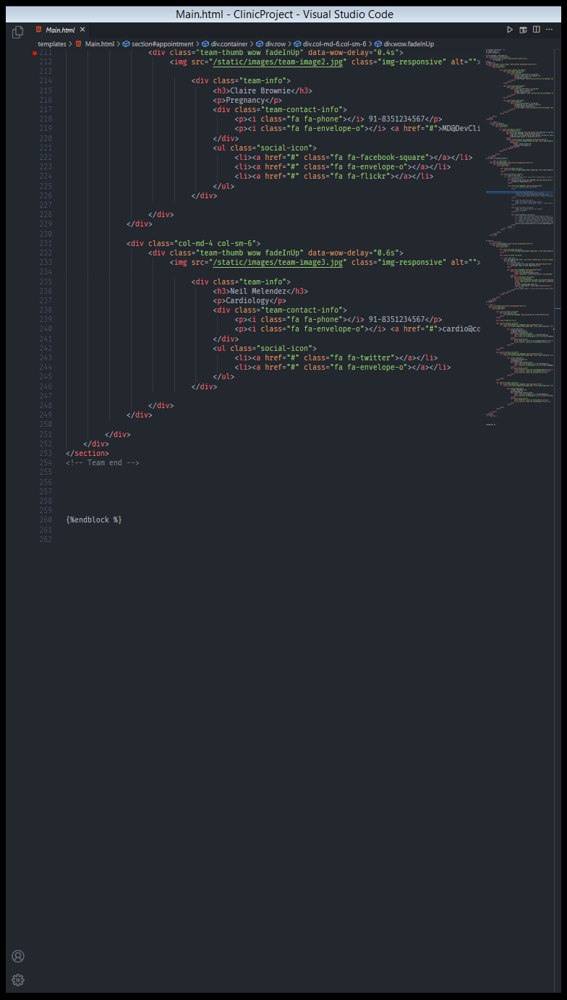 Main.html - ClinicProject - Visual Studio Code
Main.html
templates > Main.html > section#appointment > div.container > div.row > div.col-md-6.col-sm-6 > div.wow.fadeInUp
211 <div class="team-thumb wow fadeInUp" data-wow-delay="0.4s">
212 <img src="/static/images/team-image2.jpg" class="img-responsive" alt="">
213
214 <div class="team-info">
215 <h3>Claire Brownie</h3>
216 <p>Pregnancy</p>
217 <div class="team-contact-info">
218 <p><i class="fa fa-phone"></i> 91-8351234567</p>
219 <p><i class="fa fa-envelope-o"></i> <a href="#">MD@DevCli
220 </div>
221 <ul class="social-icon">
222 <li><a href="#" class="fa fa-facebook-square"></a></li>
223 <li><a href="#" class="fa fa-envelope-o"></a></li>
224 <li><a href="#" class="fa fa-flickr"></a></li>
225 </ul>
226 </div>
227
228 </div>
229 </div>
230
231 <div class="col-md-4 col-sm-6">
232 <div class="team-thumb wow fadeInUp" data-wow-delay="0.6s">
233 <img src="/static/images/team-image3.jpg" class="img-responsive" alt="">
234
235 <div class="team-info">
236 <h3>Neil Melendez</h3>
237 <p>Cardiology</p>
238 <div class="team-contact-info">
239 <p><i class="fa fa-phone"></i> 91-8351234567</p>
240 <p><i class="fa fa-envelope-o"></i> <a href="#">cardio@co
241 </div>
242 <ul class="social-icon">
243 <li><a href="#" class="fa fa-twitter"></a></li>
244 <li><a href="#" class="fa fa-envelope-o"></a></li>
245 </ul>
246 </div>
247
248 </div>
249 </div>
250
251 </div>
252 </div>
253 </section>
254 <!-- Team end -->
255
256
257
258
259
260 {%endblock %}
261
262